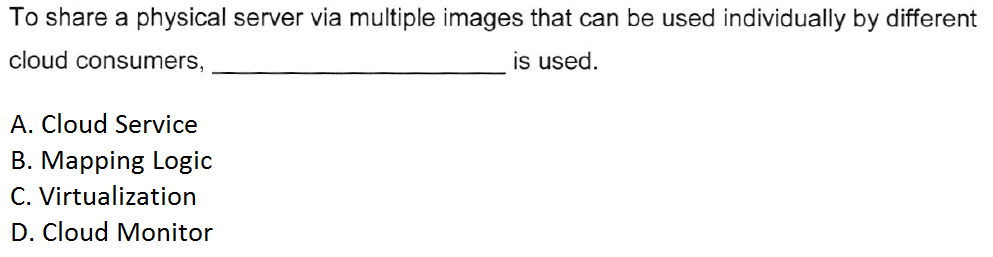 To share a physical server via multiple images that can be used individually by different
cloud consumers, ____________________ is used.
A. Cloud Service
B. Mapping Logic
C. Virtualization
D. Cloud Monitor